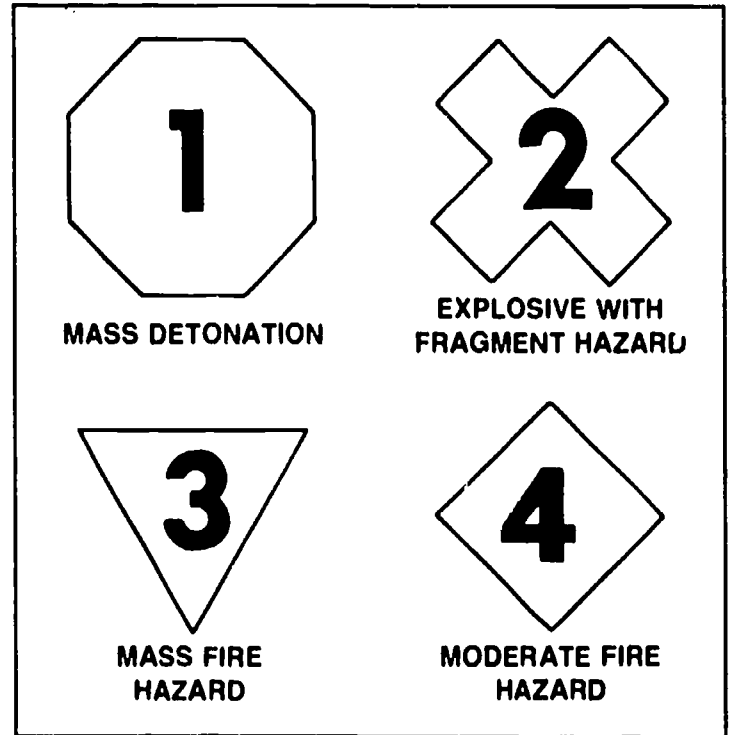 1
2
MASS DETONATION
EXPLOSIVE WITH
FRAGMENT HAZARD
3
4
MASS FIRE
HAZARD
MODERATE FIRE
HAZARD